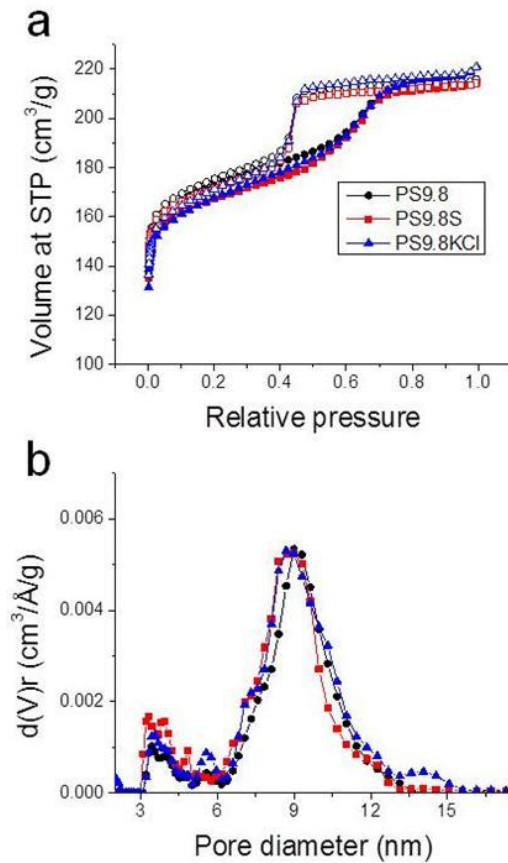 a
Volume at STP (cm³/g)
220
200
180
160
140
120
100
PS9.8
PS9.8S
PS9.8KCl
0.0 0.2 0.4 0.6 0.8 1.0
Relative pressure
b
d(V)r (cm³/Å/g)
0.006
0.004
0.002
0.000
3 6 9 12 15
Pore diameter (nm)